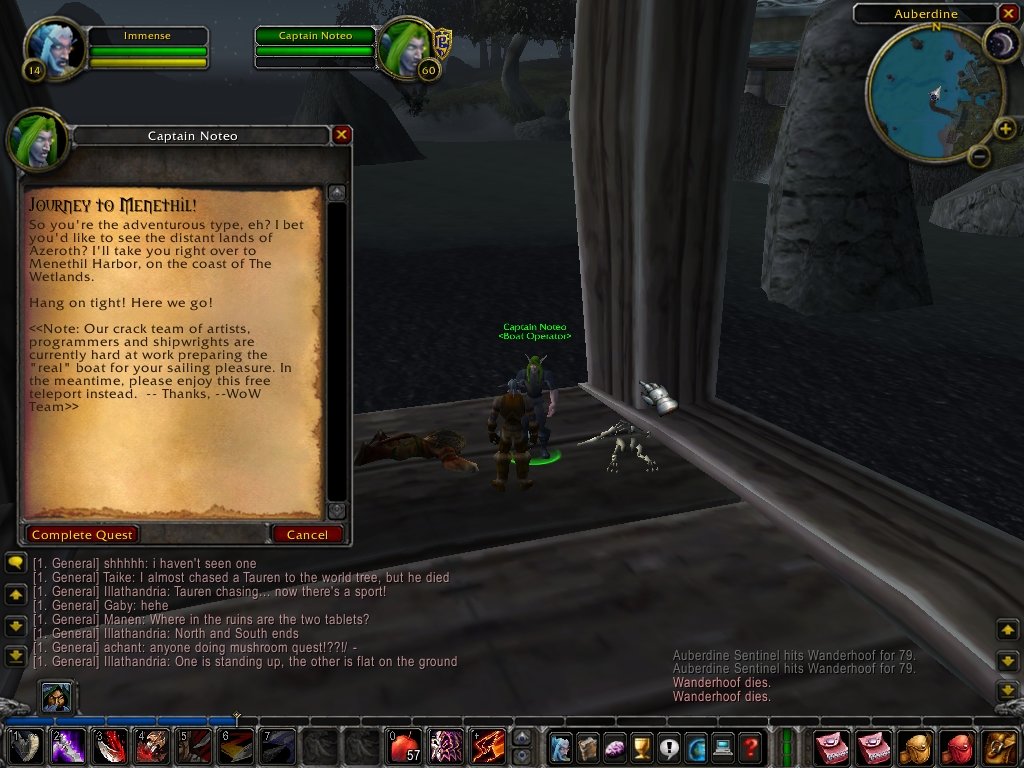 Immense
14
Captain Noteo
60
Auberdine
N
Captain Noteo
Journey to Menethil!
So you're the adventurous type, eh? I bet
you'd like to see the distant lands of
Azeroth? I'll take you right over to
Menethil Harbor, on the coast of The
Wetlands.
Hang on tight! Here we go!
<<Note: Our crack team of artists,
programmers and shipwrights are
currently hard at work preparing the
"real" boat for your sailing pleasure. In
the meantime, please enjoy this free
teleport instead. -- Thanks, --WoW
Team>>
Complete Quest
Cancel
Captain Noteo
<Boat Operator>
[1. General] shhhhh: i haven't seen one
[1. General] Taike: I almost chased a Tauren to the world tree, but he died
[1. General] Illathandria: Tauren chasing... now there's a sport!
[1. General] Gaby: hehe
[1. General] Manen: Where in the ruins are the two tablets?
[1. General] Illathandria: North and South ends
[1. General] achant: anyone doing mushroom quest!??!/ -
[1. General] Illathandria: One is standing up, the other is flat on the ground
Auberdine Sentinel hits Wanderhoof for 79.
Auberdine Sentinel hits Wanderhoof for 79.
Wanderhoof dies.
Wanderhoof dies.
1 2 3 4 5 6 7 0 57 - +
! ?